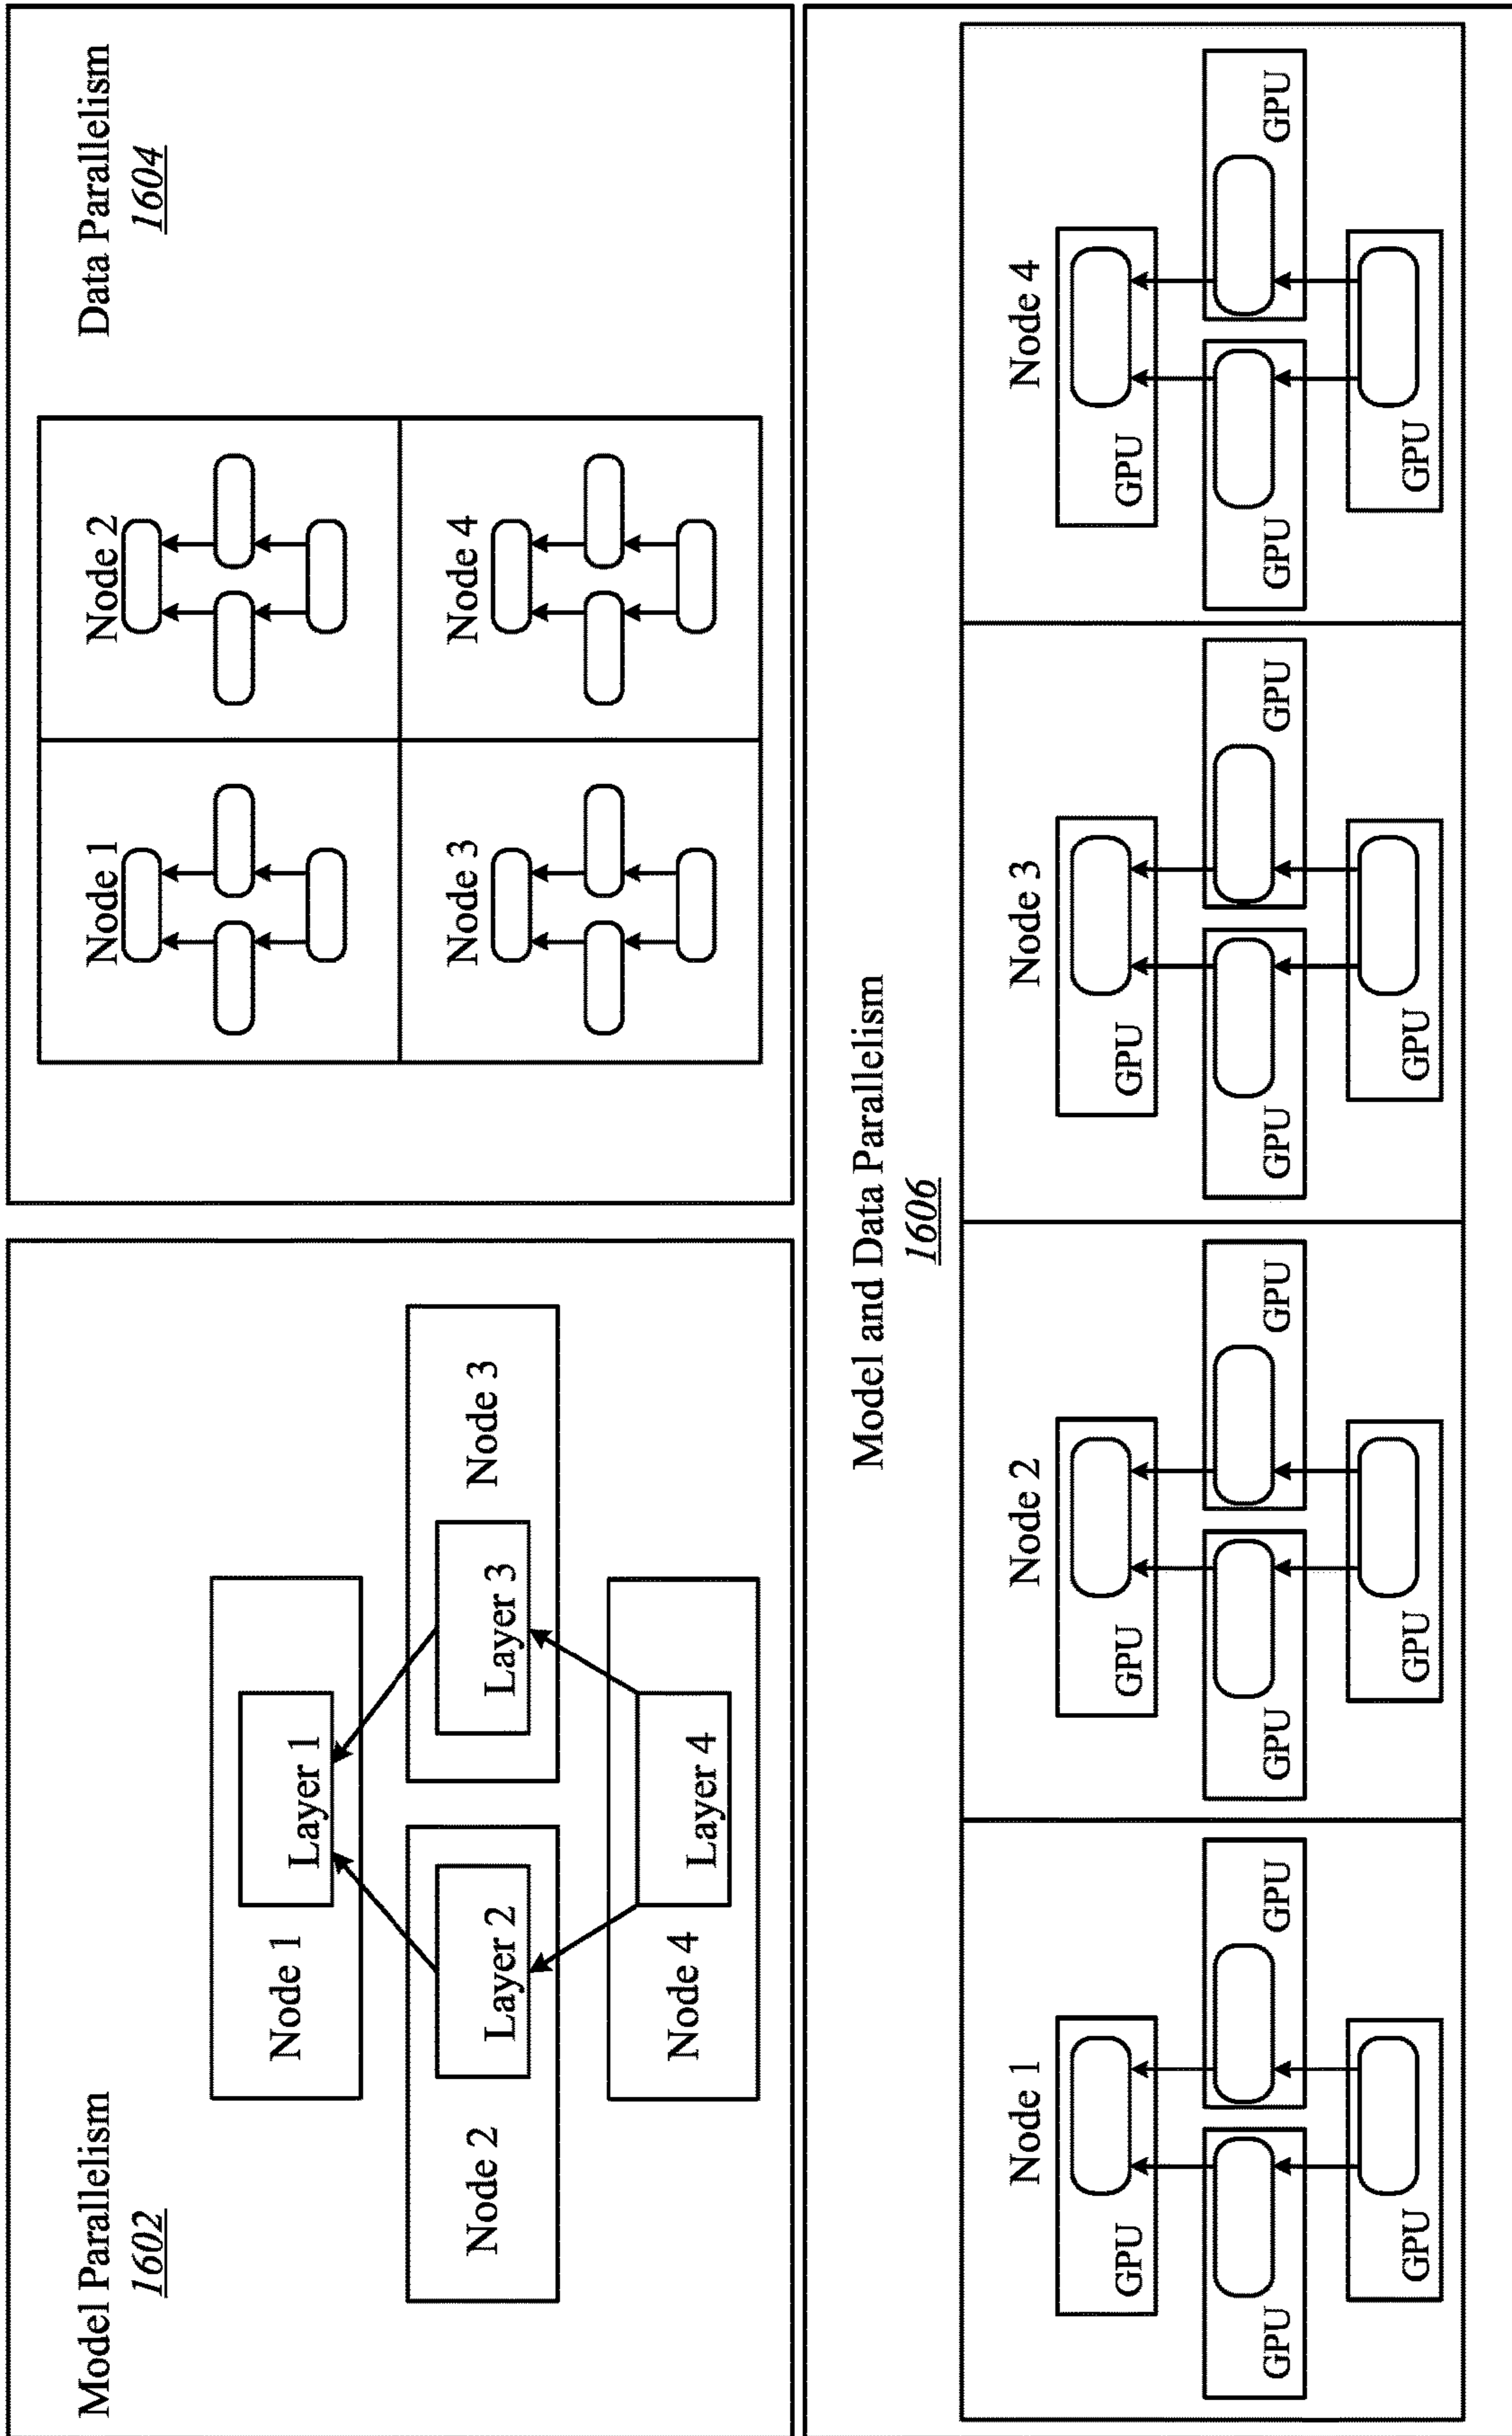 Model Parallelism
1602
Node 1
Layer 1
Node 2
Layer 2
Layer 3
Node 3
Node 4
Layer 4
Data Parallelism
1604
Node 1
Node 2
Node 3
Node 4
Model and Data Parallelism
1606
Node 1
GPU
GPU
GPU
GPU
Node 2
GPU
GPU
GPU
GPU
Node 3
GPU
GPU
GPU
GPU
Node 4
GPU
GPU
GPU
GPU